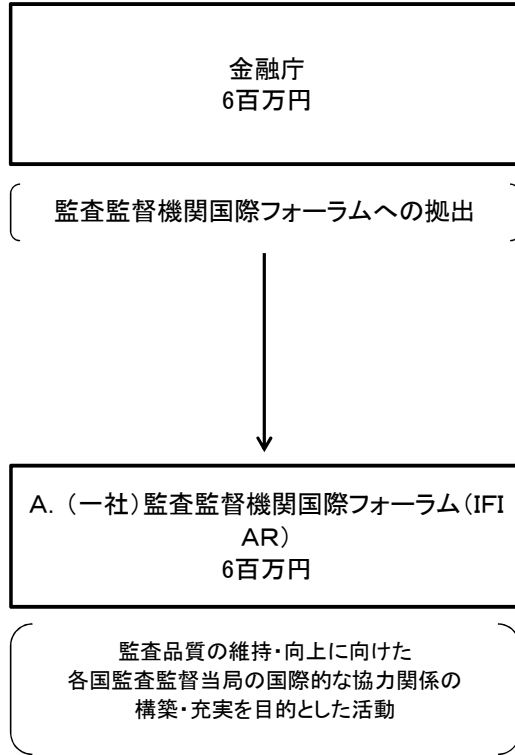 金融庁
6百万円
監査監督機関国際フォーラムへの拠出
A.（一社）監査監督機関国際フォーラム（IFI
AR）
6百万円
監査品質の維持・向上に向けた
各国監査監督当局の国際的な協力関係の
構築・充実を目的とした活動